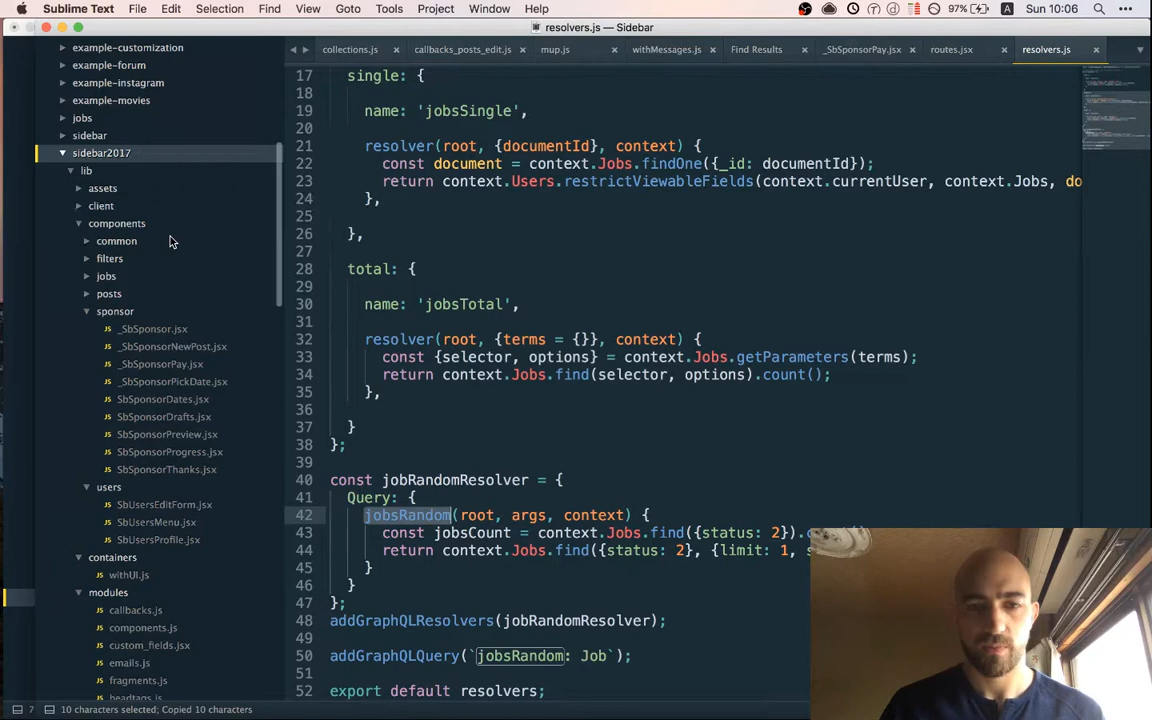 Sublime Text File Edit Selection Find View Goto Tools Project Window Help 97% A Sun 10:06
resolvers.js — Sidebar
collections.js callbacks_posts_edit.js mup.js withMessages.js Find Results _SbSponsorPay.jsx routes.jsx resolvers.js
example-customization
example-forum
example-instagram
example-movies
jobs
sidebar
sidebar2017
lib
assets
client
components
common
filters
jobs
posts
sponsor
_SbSponsor.jsx
_SbSponsorNewPost.jsx
_SbSponsorPay.jsx
_SbSponsorPickDate.jsx
SbSponsorDates.jsx
SbSponsorDrafts.jsx
SbSponsorPreview.jsx
SbSponsorProgress.jsx
SbSponsorThanks.jsx
users
SbUsersEditForm.jsx
SbUsersMenu.jsx
SbUsersProfile.jsx
containers
withUI.js
modules
callbacks.js
components.js
custom_fields.jsx
emails.js
fragments.js
headtags.js
17 single: {
18
19 name: 'jobsSingle',
20
21 resolver(root, {documentId}, context) {
22 const document = context.Jobs.findOne({_id: documentId});
23 return context.Users.restrictViewableFields(context.currentUser, context.Jobs, do
24 },
25
26 },
27
28 total: {
29
30 name: 'jobsTotal',
31
32 resolver(root, {terms = {}}, context) {
33 const {selector, options} = context.Jobs.getParameters(terms);
34 return context.Jobs.find(selector, options).count();
35 },
36
37 }
38 };
39
40 const jobRandomResolver = {
41 Query: {
42 jobsRandom(root, args, context) {
43 const jobsCount = context.Jobs.find({status: 2}).
44 return context.Jobs.find({status: 2}, {limit: 1, s
45 }
46 }
47 };
48 addGraphQLResolvers(jobRandomResolver);
49
50 addGraphQLQuery(`jobsRandom: Job`);
51
52 export default resolvers;
7 10 characters selected; Copied 10 characters